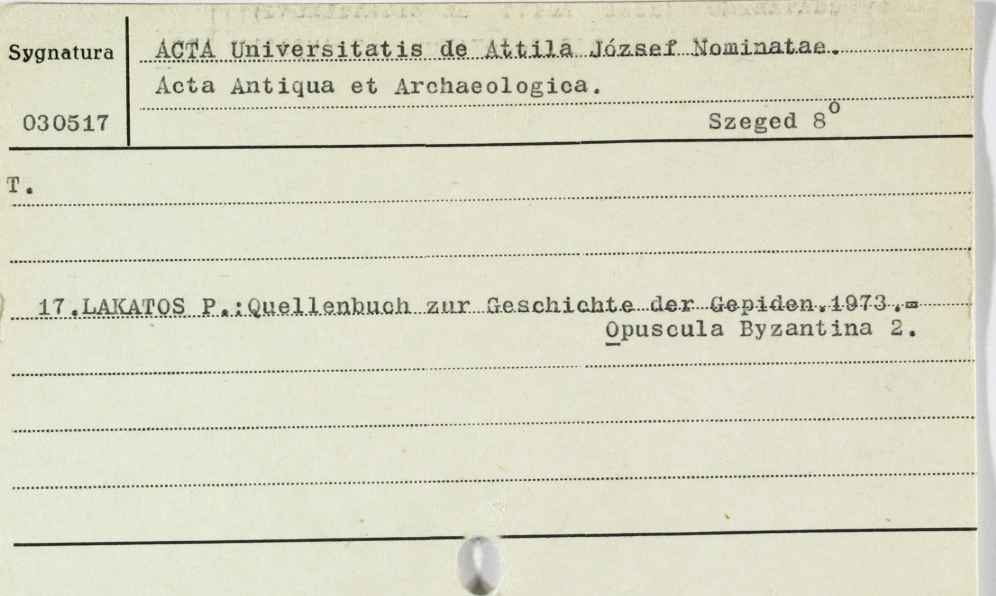 Sygnatura
ACTA Universitatis de Attila József Nominatae.
Acta Antiqua et Archaeologica.
030517
Szeged 8°
T.
17.LAKATOS P.:Quellenbuch zur Geschichte der Gepiden.1973.=
Opuscula Byzantina 2.